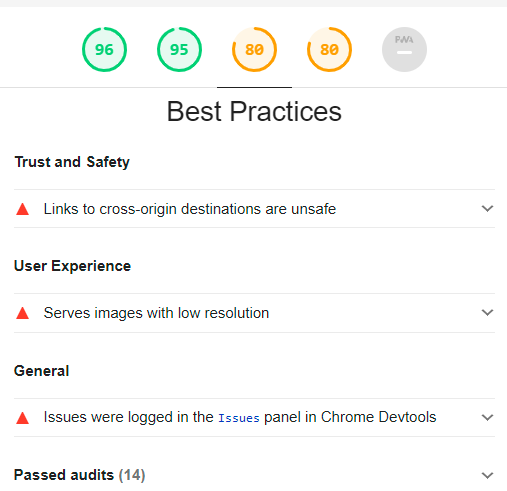 96 95 80 80 PWA
Best Practices
Trust and Safety
Links to cross-origin destinations are unsafe
User Experience
Serves images with low resolution
General
Issues were logged in the Issues panel in Chrome Devtools
Passed audits (14)